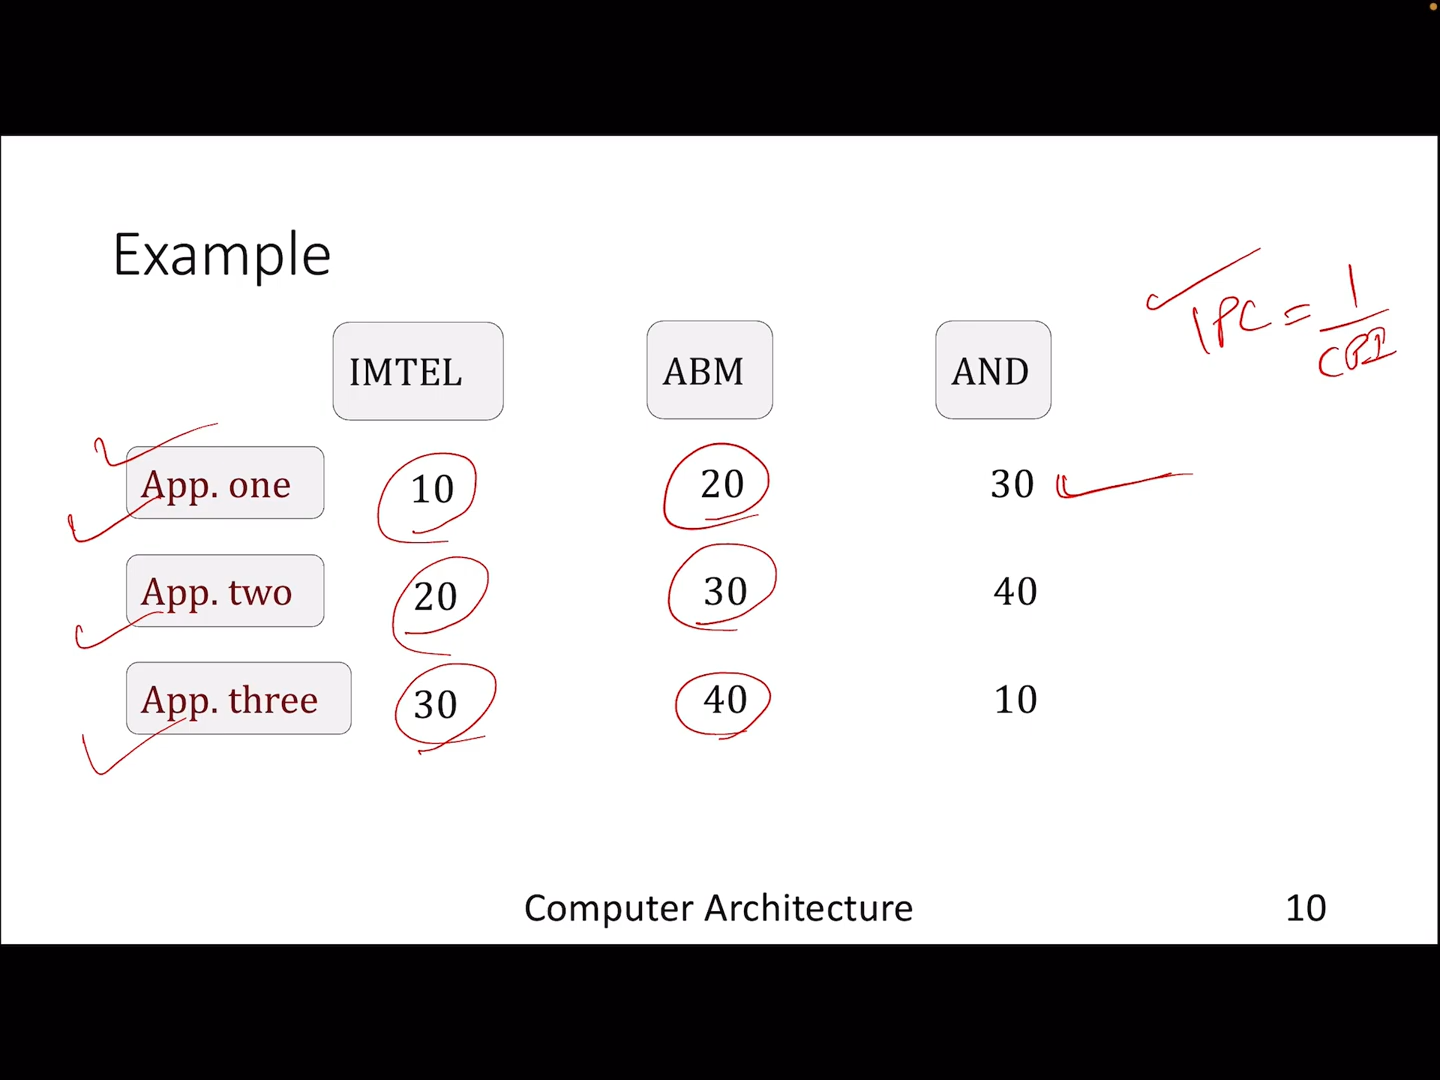 Example
IPC = 1/CPI
IMTEL ABM AND
App. one 10 20 30
App. two 20 30 40
App. three 30 40 10
Computer Architecture 10